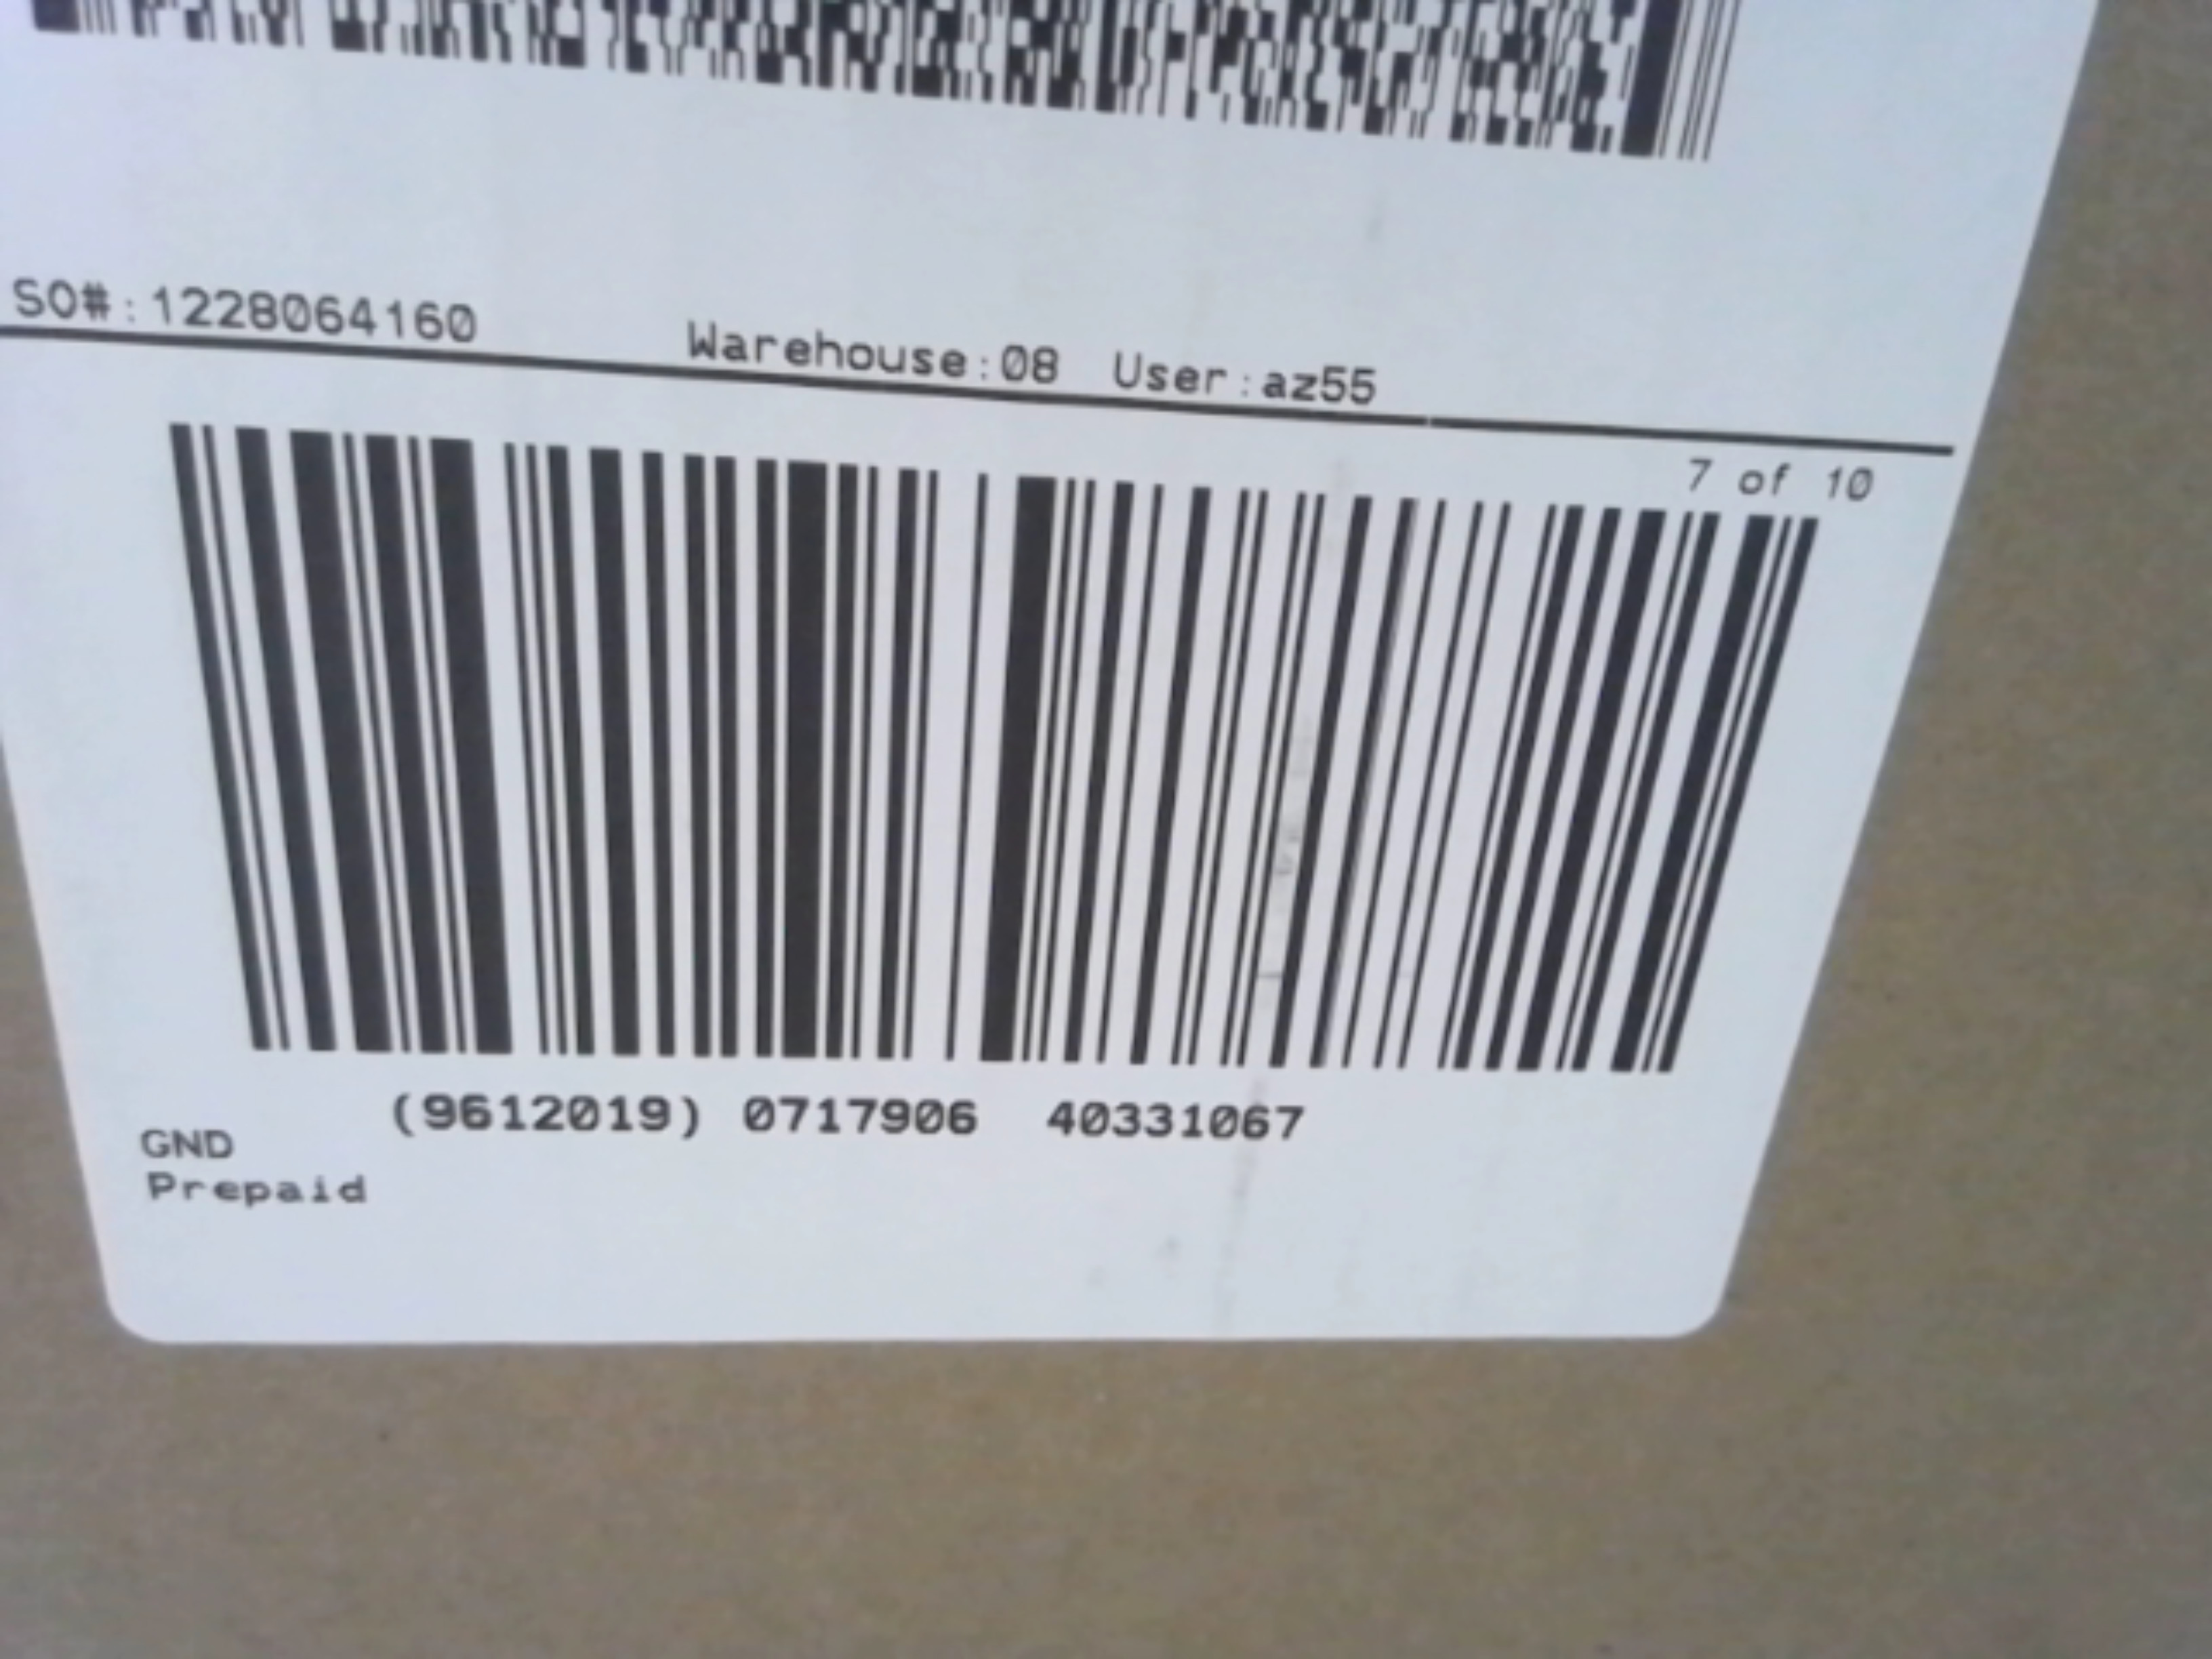 SO#:1228064160 Warehouse:08 User:az55
7 of 10
(9612019) 0717906 40331067
GND
Prepaid